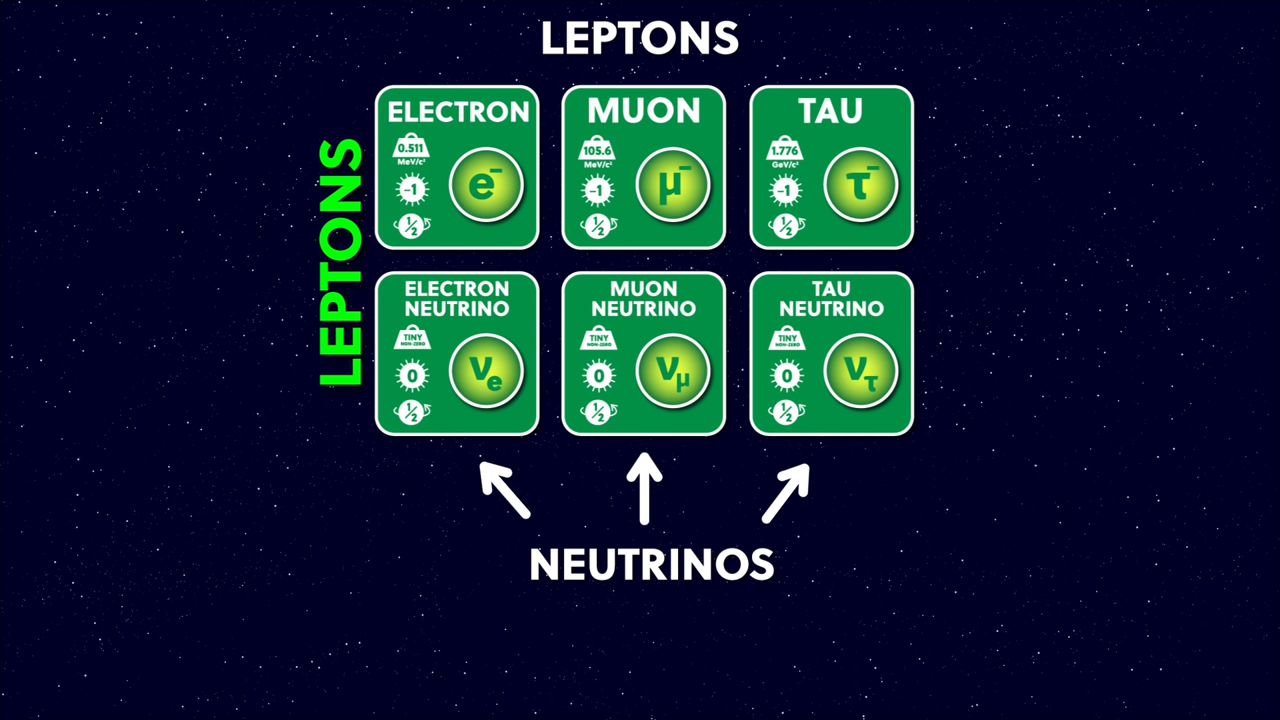 LEPTONS
LEPTONS
ELECTRON
0.511
MeV/c²
-1
1/2
e⁻
MUON
105.6
MeV/c²
-1
1/2
μ⁻
TAU
1.776
GeV/c²
-1
1/2
τ⁻
ELECTRON
NEUTRINO
TINY
NON-ZERO
0
1/2
νe
MUON
NEUTRINO
TINY
NON-ZERO
0
1/2
νμ
TAU
NEUTRINO
TINY
NON-ZERO
0
1/2
ντ
NEUTRINOS